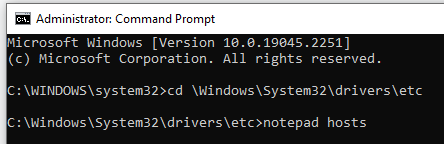 Administrator: Command Prompt
Microsoft Windows [Version 10.0.19045.2251]
(c) Microsoft Corporation. All rights reserved.
C:\WINDOWS\system32>cd \Windows\System32\drivers\etc
C:\Windows\System32\drivers\etc>notepad hosts